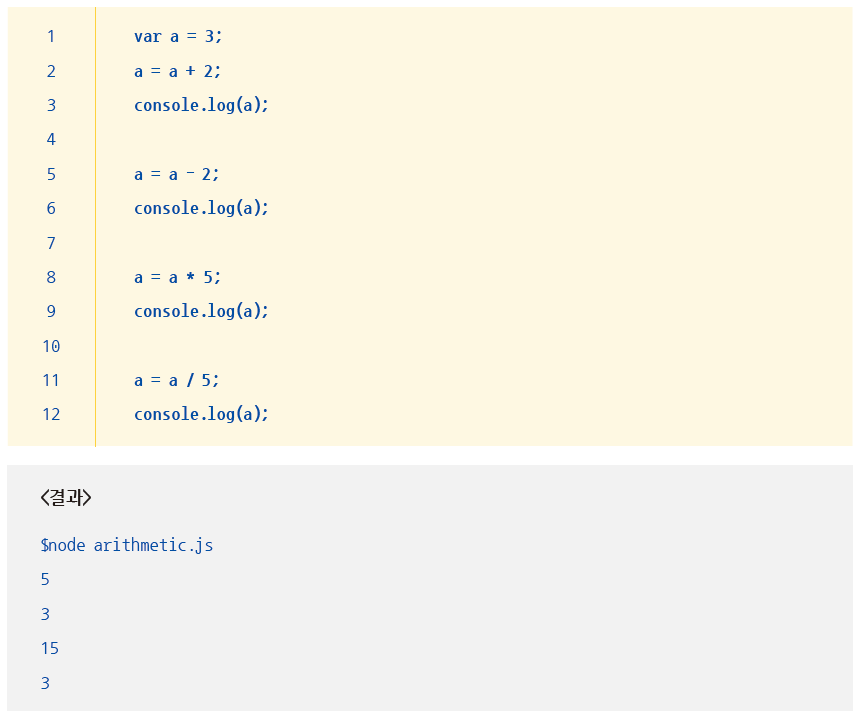 1 var a = 3;
2 a = a + 2;
3 console.log(a);
4
5 a = a - 2;
6 console.log(a);
7
8 a = a * 5;
9 console.log(a);
10
11 a = a / 5;
12 console.log(a);
<결과>
$node arithmetic.js
5
3
15
3